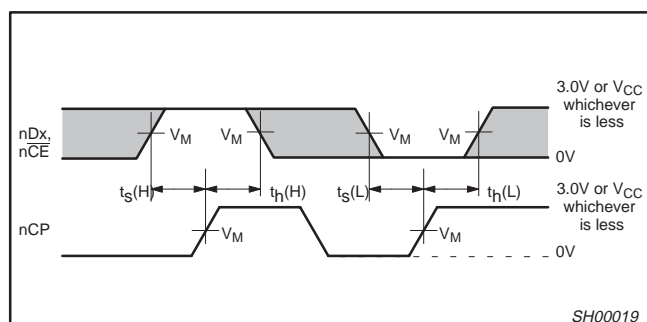 3.0V or VCC
whichever
is less
nDx,
nCE
VM
VM
VM
VM
0V
ts(H)
th(H)
ts(L)
th(L)
3.0V or VCC
whichever
is less
nCP
VM
VM
0V
SH00019